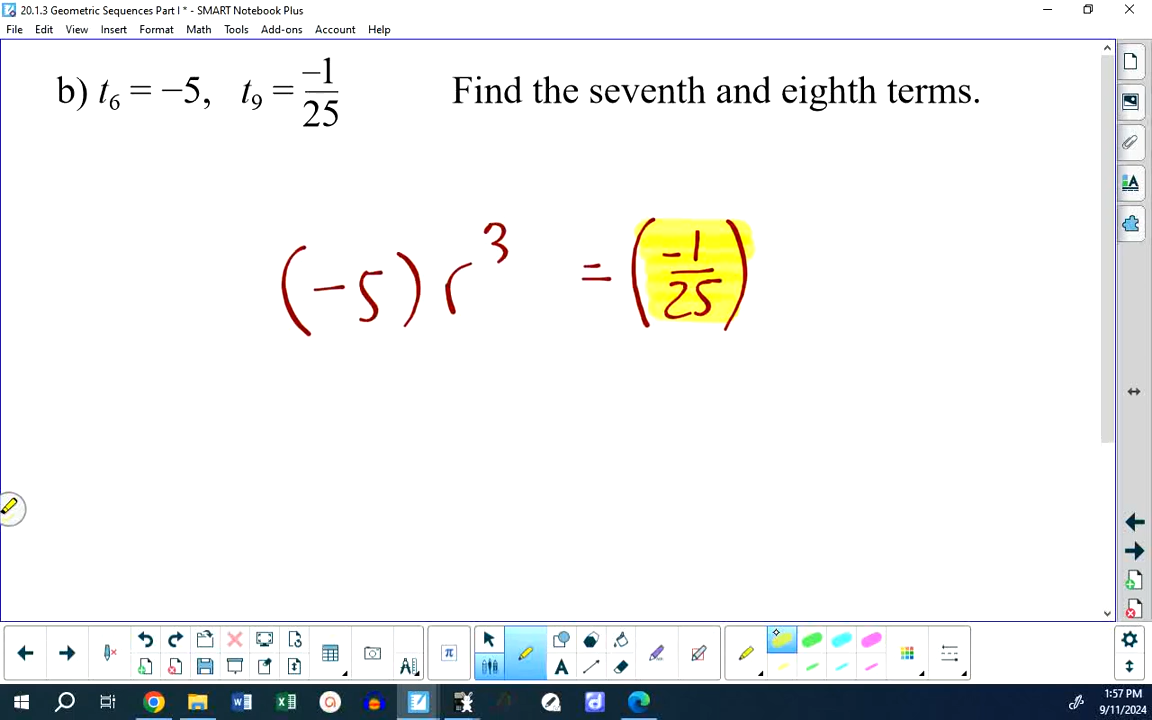 20.1.3 Geometric Sequences Part I * - SMART Notebook Plus
File Edit View Insert Format Math Tools Add-ons Account Help
b) t₆ = −5, t₉ = −1/25 Find the seventh and eighth terms.
(−5) r³ = (−1/25)
1:57 PM
9/11/2024